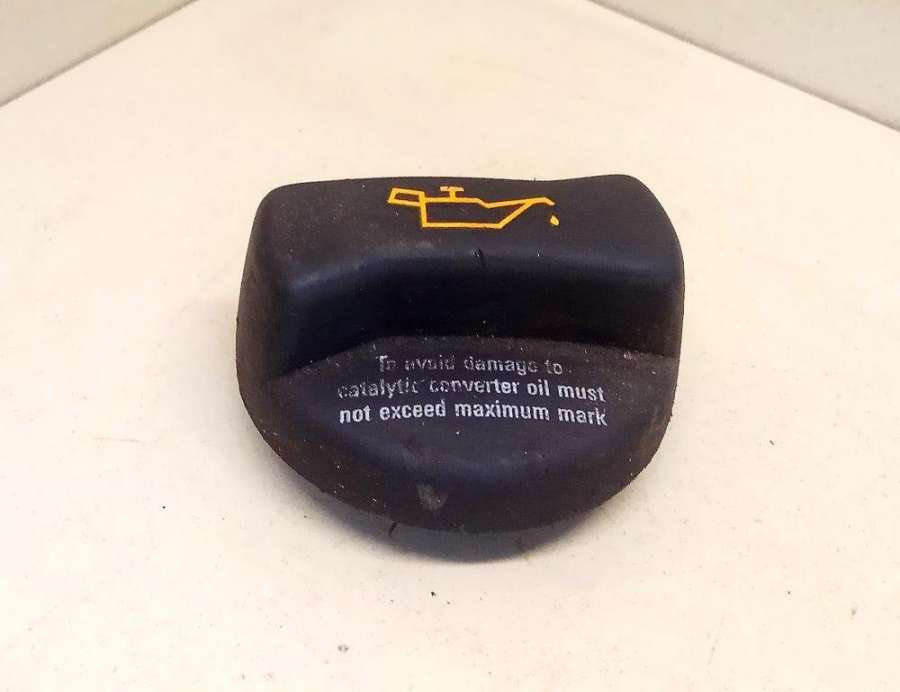 To avoid damage to
catalytic converter oil must
not exceed maximum mark